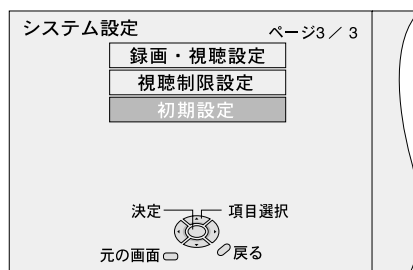 システム設定 ページ3／3
録画・視聴設定
視聴制限設定
初期設定
決定 項目選択
元の画面 戻る